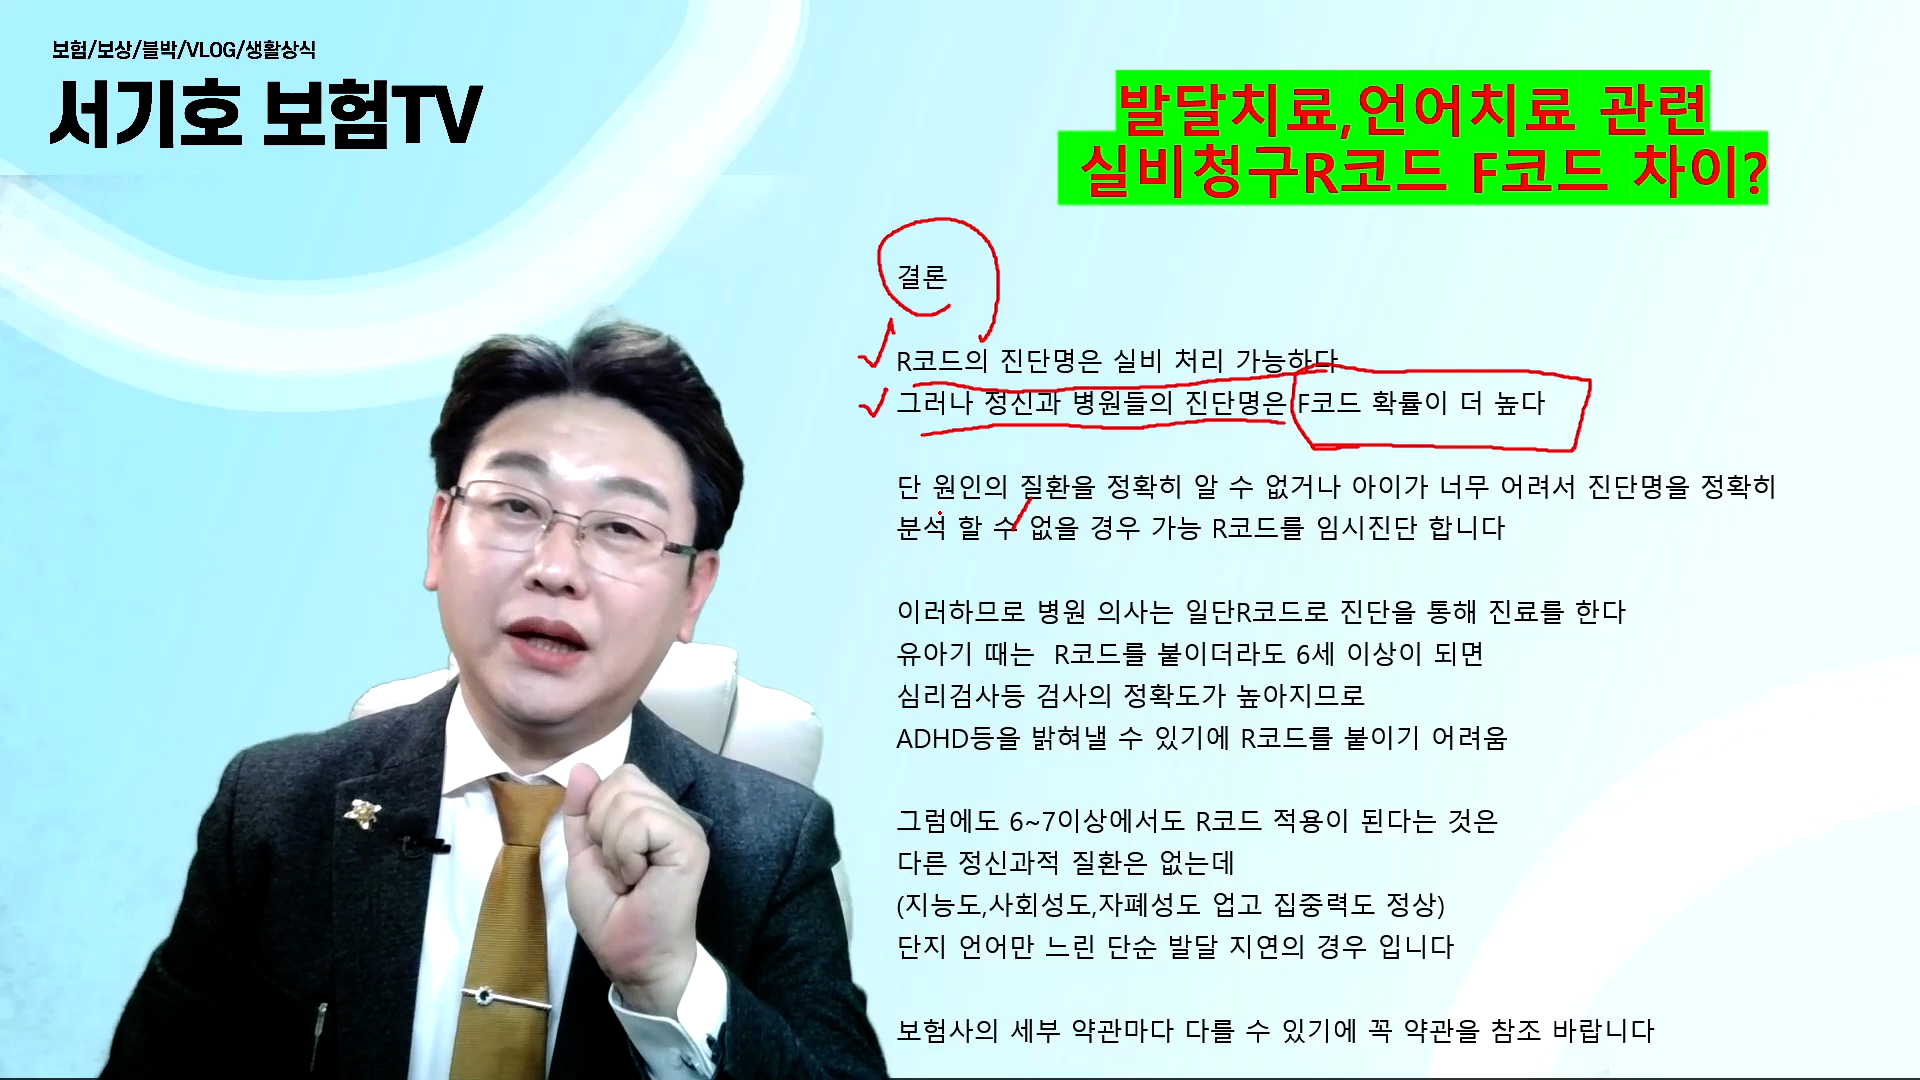 보험/보상/블박/VLOG/생활상식
서기호 보험TV
발달치료,언어치료 관련
실비청구R코드 F코드 차이?
결론
R코드의 진단명은 실비 처리 가능하다
그러나 정신과 병원들의 진단명은 F코드 확률이 더 높다
단 원인의 질환을 정확히 알 수 없거나 아이가 너무 어려서 진단명을 정확히
분석 할 수 없을 경우 가능 R코드를 임시진단 합니다
이러하므로 병원 의사는 일단R코드로 진단을 통해 진료를 한다
유아기 때는 R코드를 붙이더라도 6세 이상이 되면
심리검사등 검사의 정확도가 높아지므로
ADHD등을 밝혀낼 수 있기에 R코드를 붙이기 어려움
그럼에도 6~7이상에서도 R코드 적용이 된다는 것은
다른 정신과적 질환은 없는데
(지능도,사회성도,자폐성도 업고 집중력도 정상)
단지 언어만 느린 단순 발달 지연의 경우 입니다
보험사의 세부 약관마다 다를 수 있기에 꼭 약관을 참조 바랍니다